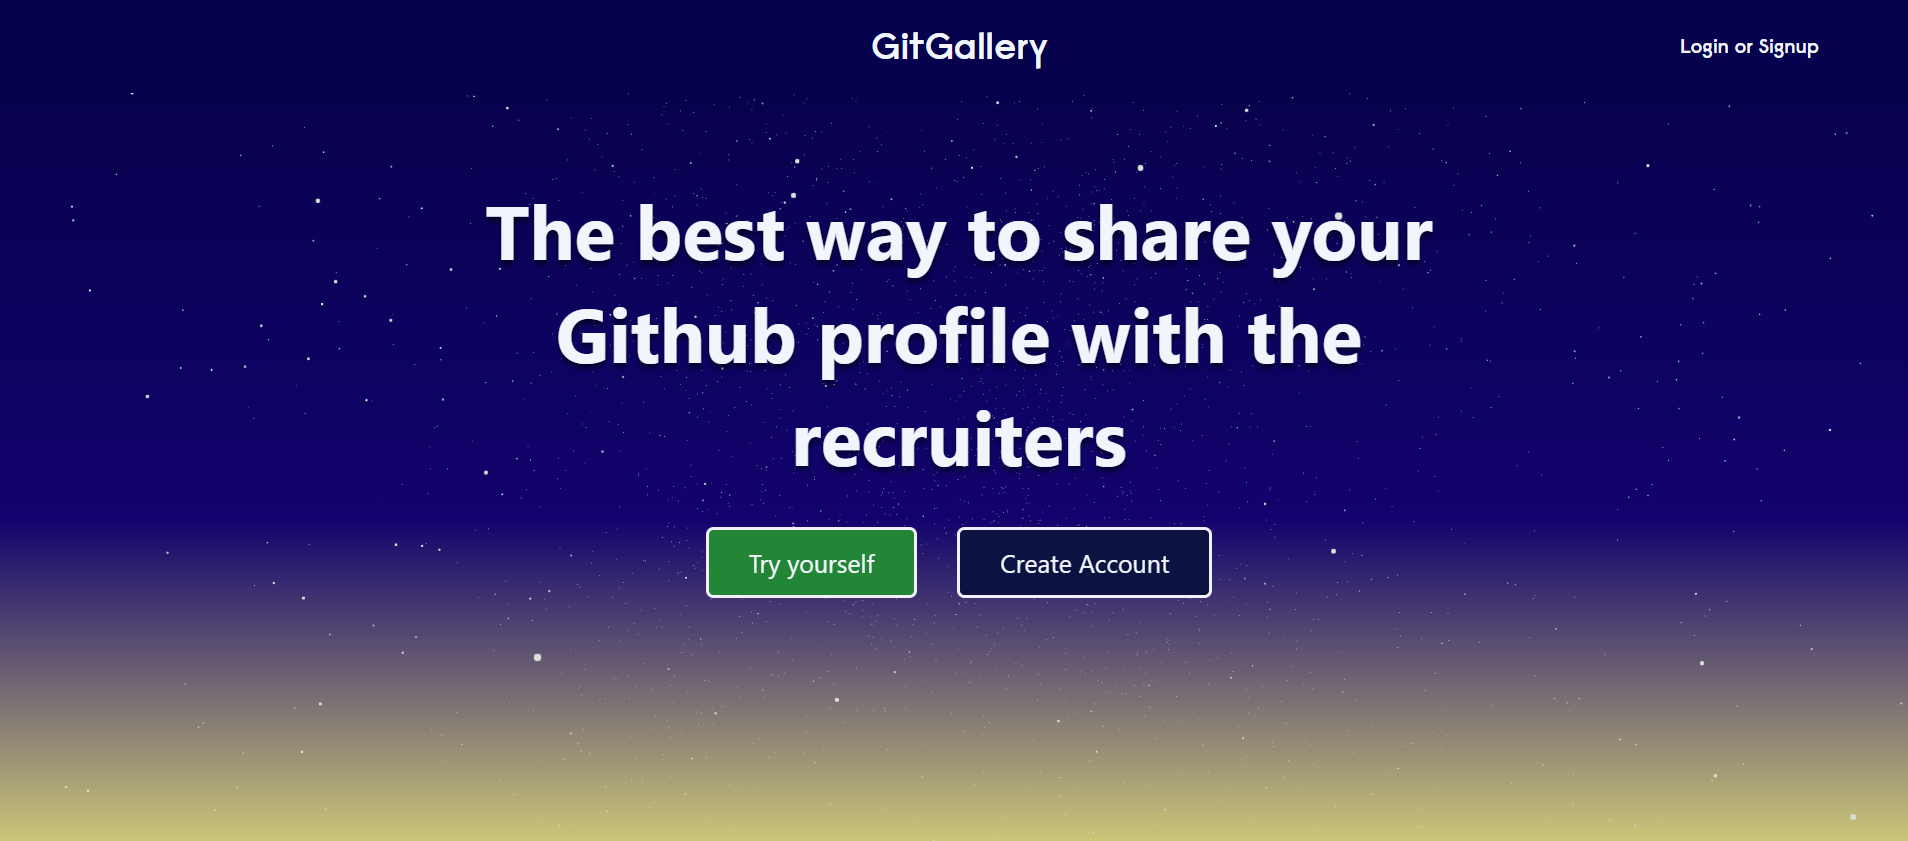 GitGallery
Login or Signup
The best way to share your
Github profile with the
recruiters
Try yourself
Create Account